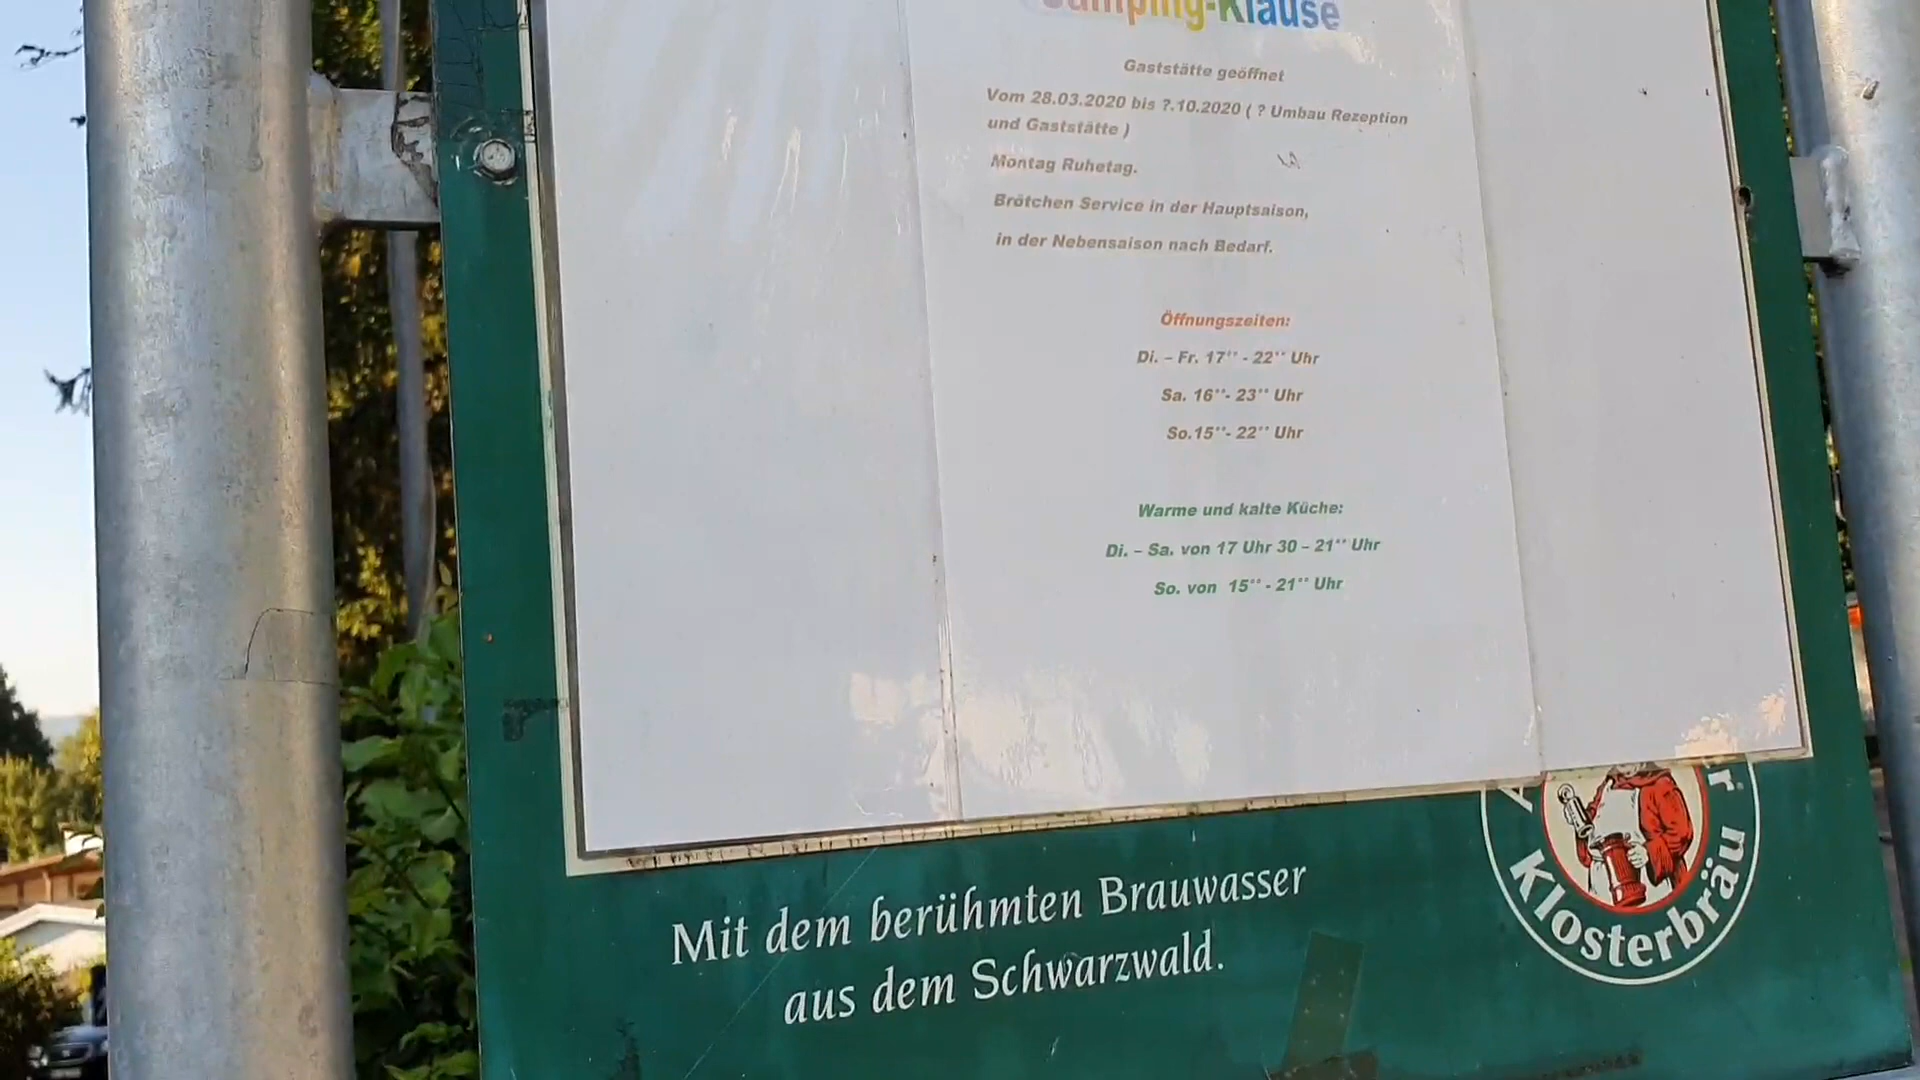 Camping-Klause
Gaststätte geöffnet
Vom 28.03.2020 bis ?.10.2020 ( ? Umbau Rezeption
und Gaststätte )
Montag Ruhetag.
Brötchen Service in der Hauptsaison,
in der Nebensaison nach Bedarf.
Öffnungszeiten:
Di. – Fr. 17°° - 22°° Uhr
Sa. 16°°- 23°° Uhr
So.15°°- 22°° Uhr
Warme und kalte Küche:
Di. – Sa. von 17 Uhr 30 – 21°° Uhr
So. von 15°° - 21°° Uhr
Mit dem berühmten Brauwasser
aus dem Schwarzwald.
Klosterbräu